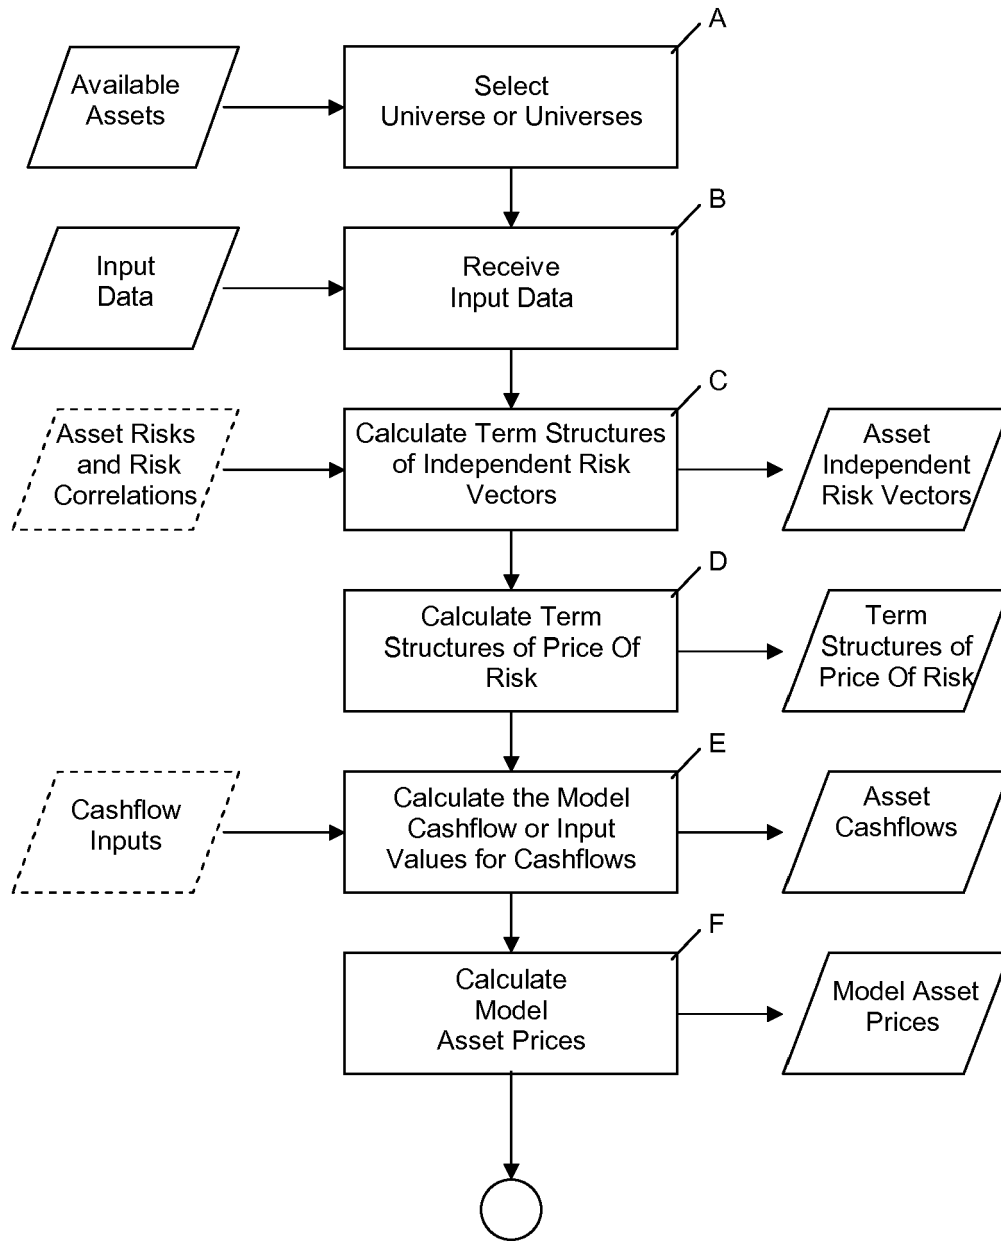 A
Available
Assets
Select
Universe or Universes
B
Input
Data
Receive
Input Data
C
Asset Risks
and Risk
Correlations
Calculate Term Structures
of Independent Risk
Vectors
Asset
Independent
Risk Vectors
D
Calculate Term
Structures of Price Of
Risk
Term
Structures of
Price Of Risk
E
Cashflow
Inputs
Calculate the Model
Cashflow or Input
Values for Cashflows
Asset
Cashflows
F
Calculate
Model
Asset Prices
Model Asset
Prices